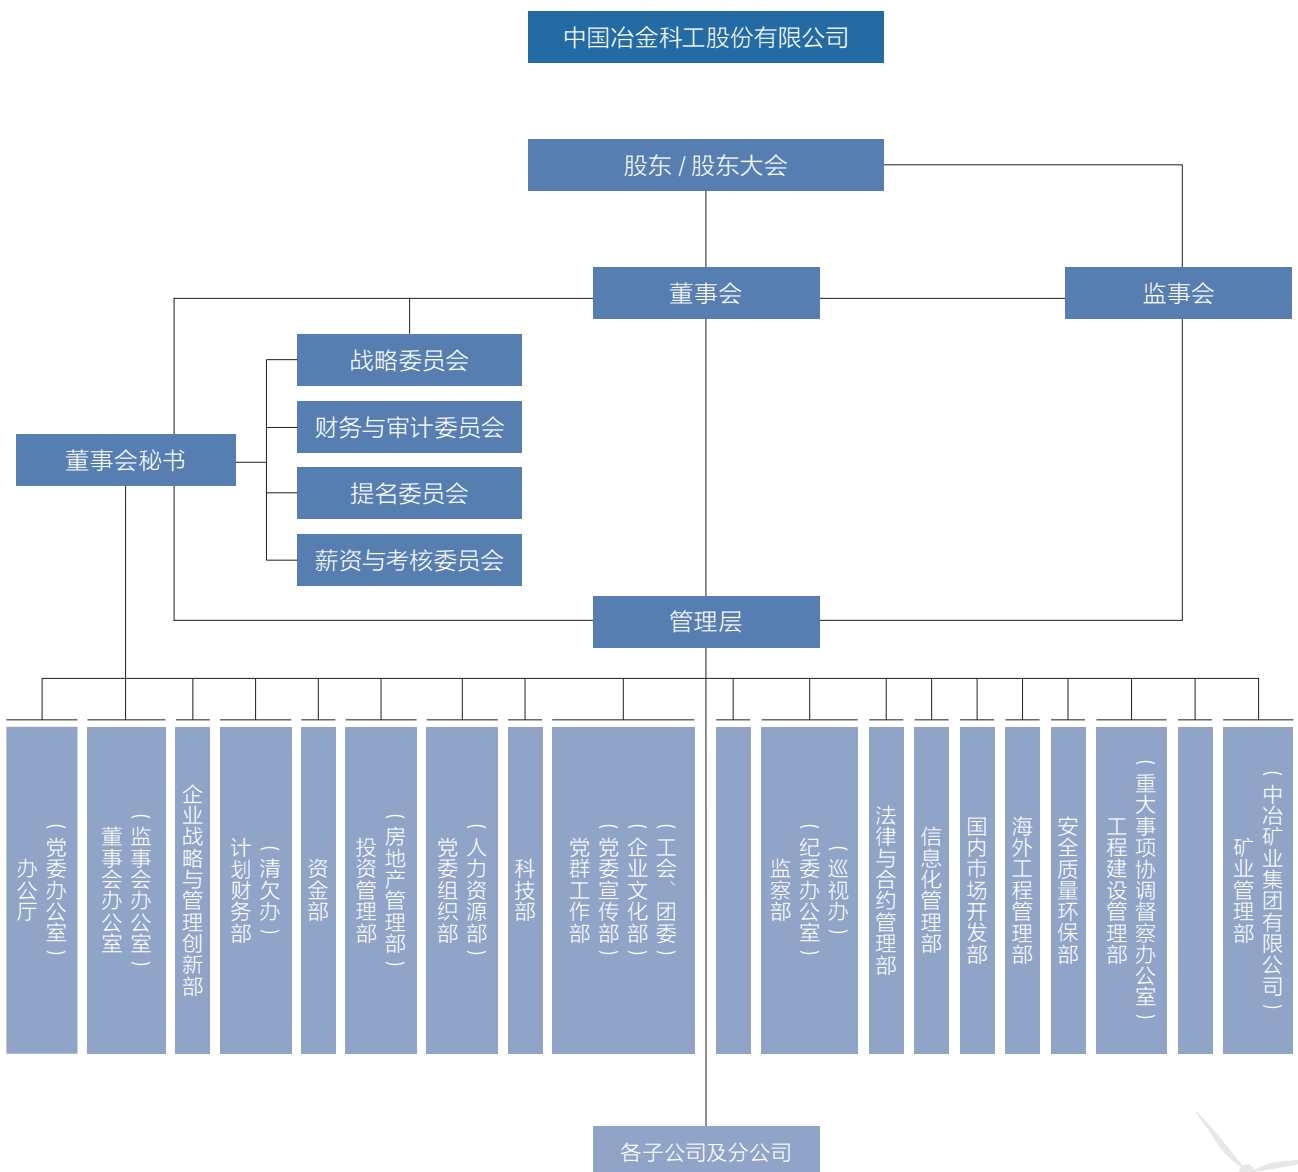 中国冶金科工股份有限公司
股东 / 股东大会
董事会
监事会
战略委员会
财务与审计委员会
董事会秘书
提名委员会
薪资与考核委员会
管理层
办公厅
（党委办公室）
董事会办公室
（监事会办公室）
企业战略与管理创新部
计划财务部
（清欠办）
资金部
投资管理部
（房地产管理部）
党委组织部
（人力资源部）
科技部
党群工作部
（党委宣传部）
（企业文化部）
（工会、团委）
监察部
（纪委办公室）
（巡视办）
法律与合约管理部
信息化管理部
国内市场开发部
海外工程管理部
安全质量环保部
工程建设管理部
（重大事项协调督察办公室）
矿业管理部
（中冶矿业集团有限公司）
各子公司及分公司